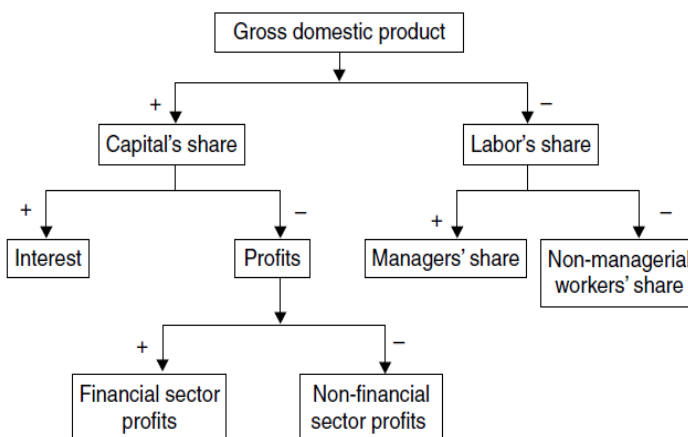 Gross domestic product
+
–
Capital's share
Labor's share
+
–
+
–
Interest
Profits
Managers' share
Non-managerial
workers' share
+
–
Financial sector
profits
Non-financial
sector profits